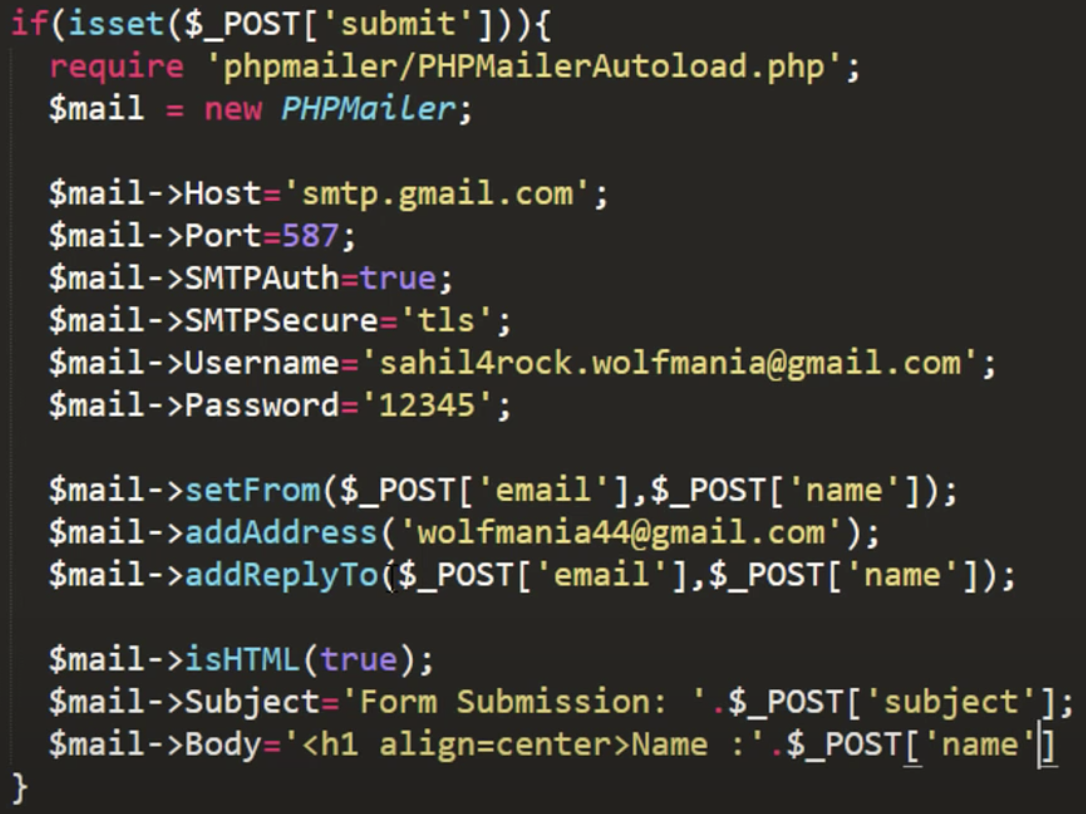 if(isset($_POST['submit'])){
require 'phpmailer/PHPMailerAutoload.php';
$mail = new PHPMailer;
$mail->Host='smtp.gmail.com';
$mail->Port=587;
$mail->SMTPAuth=true;
$mail->SMTPSecure='tls';
$mail->Username='sahil4rock.wolfmania@gmail.com';
$mail->Password='12345';
$mail->setFrom($_POST['email'],$_POST['name']);
$mail->addAddress('wolfmania44@gmail.com');
$mail->addReplyTo($_POST['email'],$_POST['name']);
$mail->isHTML(true);
$mail->Subject='Form Submission: '.$_POST['subject'];
$mail->Body='<h1 align=center>Name :'.$_POST['name']
}